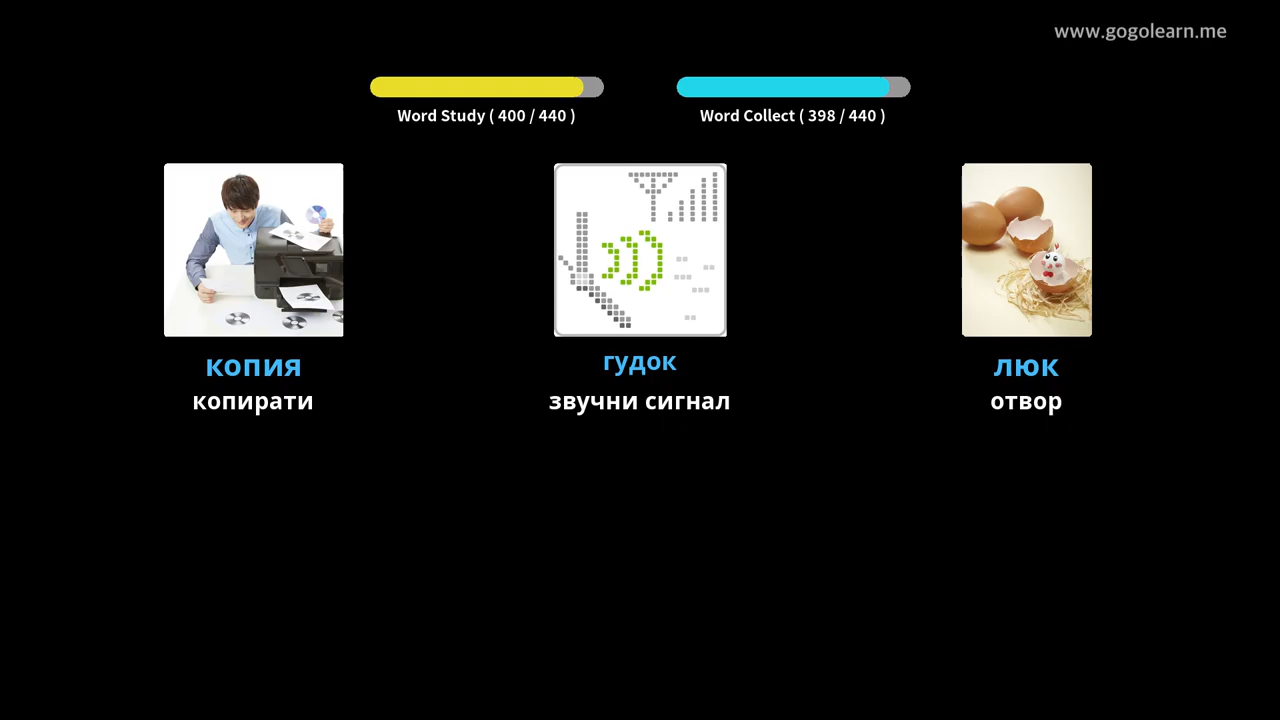 www.gogolearn.me
Word Study ( 400 / 440 )
Word Collect ( 398 / 440 )
копия
гудок
люк
копирати
звучни сигнал
отвор